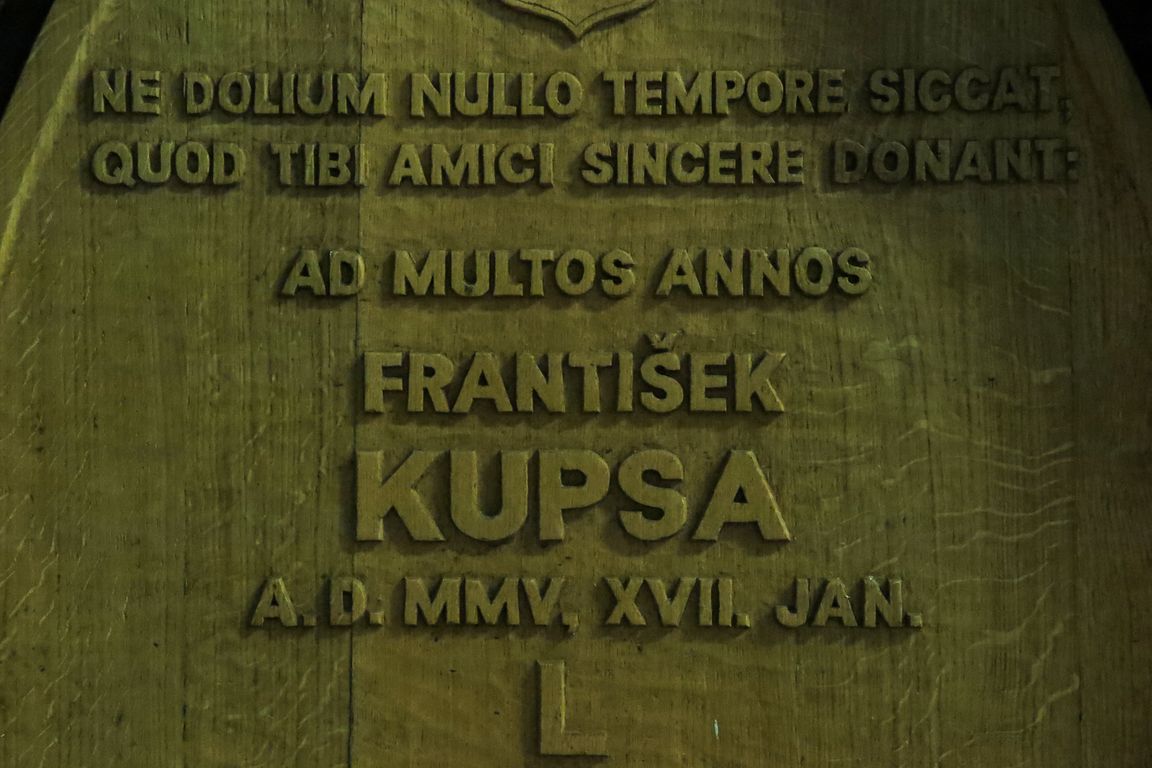 NE DOLIUM NULLO TEMPORE SICCAT,
QUOD TIBI AMICI SINCERE DONANT:
AD MULTOS ANNOS
FRANTIŠEK
KUPSA
A. D. MMV, XVII. JAN.
L